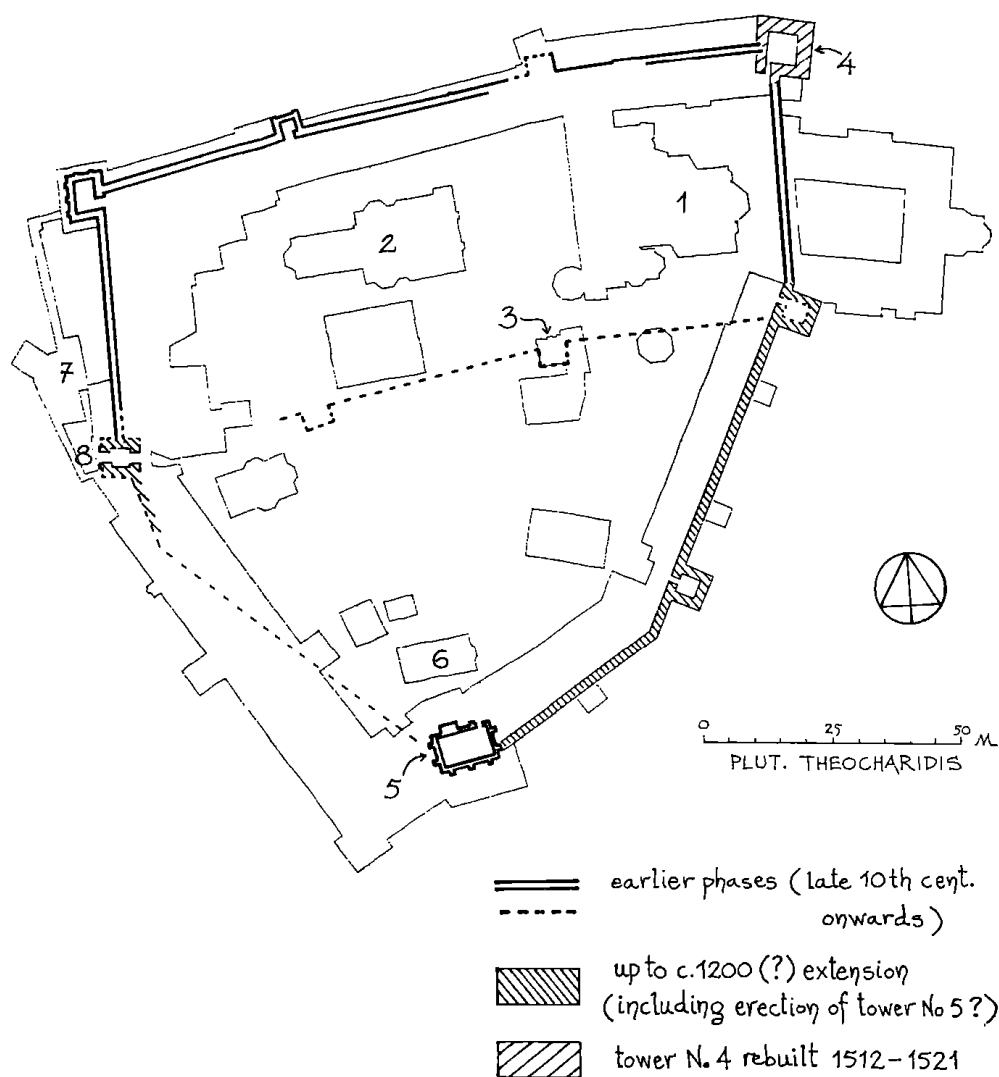 4
1
2
3
7
8
6
5
0 25 50 M
PLUT. THEOCHARIDIS
earlier phases (late 10th cent.
onwards)
up to c.1200 (?) extension
(including erection of tower No 5?)
tower N. 4 rebuilt 1512–1521